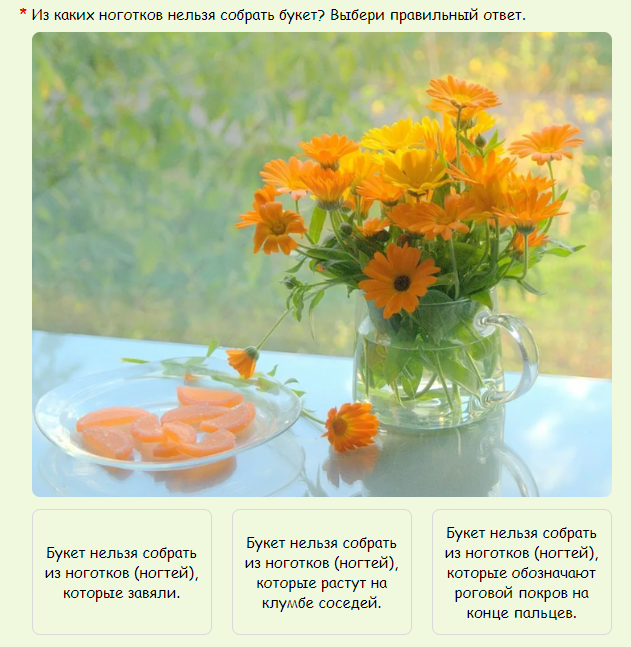 * Из каких ноготков нельзя собрать букет? Выбери правильный ответ.
Букет нельзя собрать
из ноготков (ногтей),
которые завяли.
Букет нельзя собрать
из ноготков (ногтей),
которые растут на
клумбе соседей.
Букет нельзя собрать
из ноготков (ногтей),
которые обозначают
роговой покров на
конце пальцев.